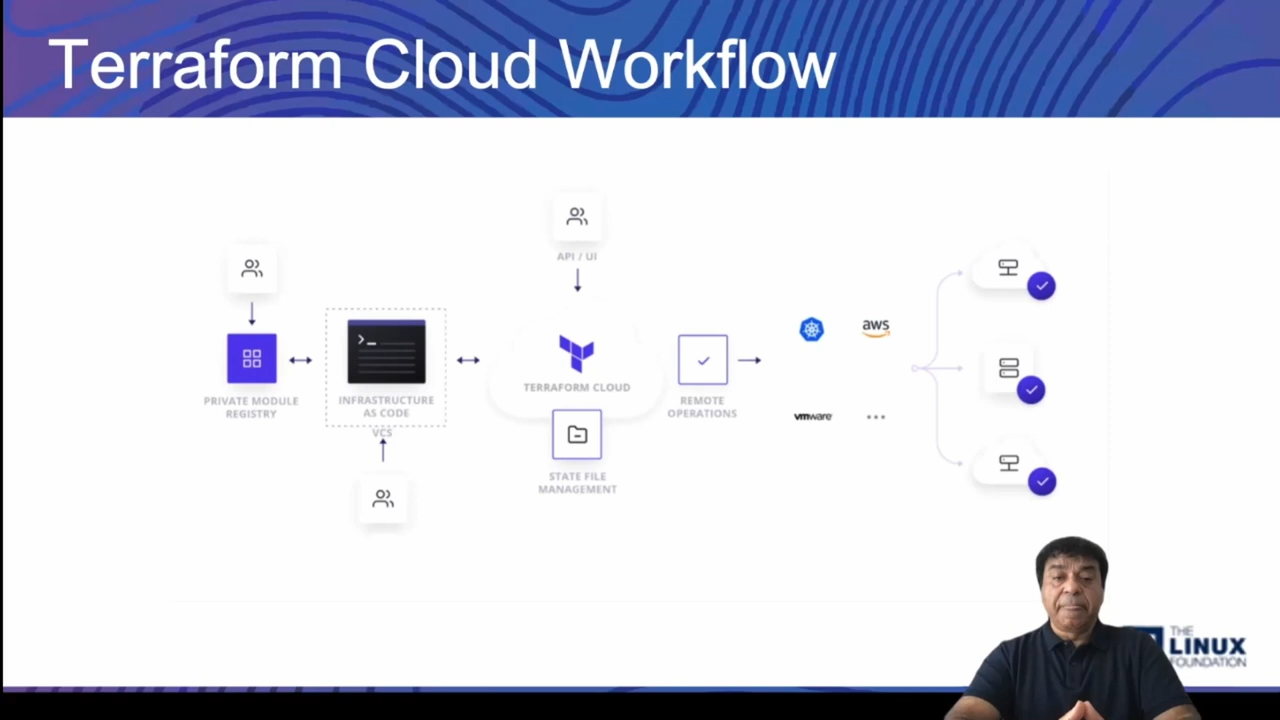 Terraform Cloud Workflow
API / UI
PRIVATE MODULE
REGISTRY
INFRASTRUCTURE
AS CODE
VCS
TERRAFORM CLOUD
STATE FILE
MANAGEMENT
REMOTE
OPERATIONS
aws
vmware
THE
LINUX
FOUNDATION